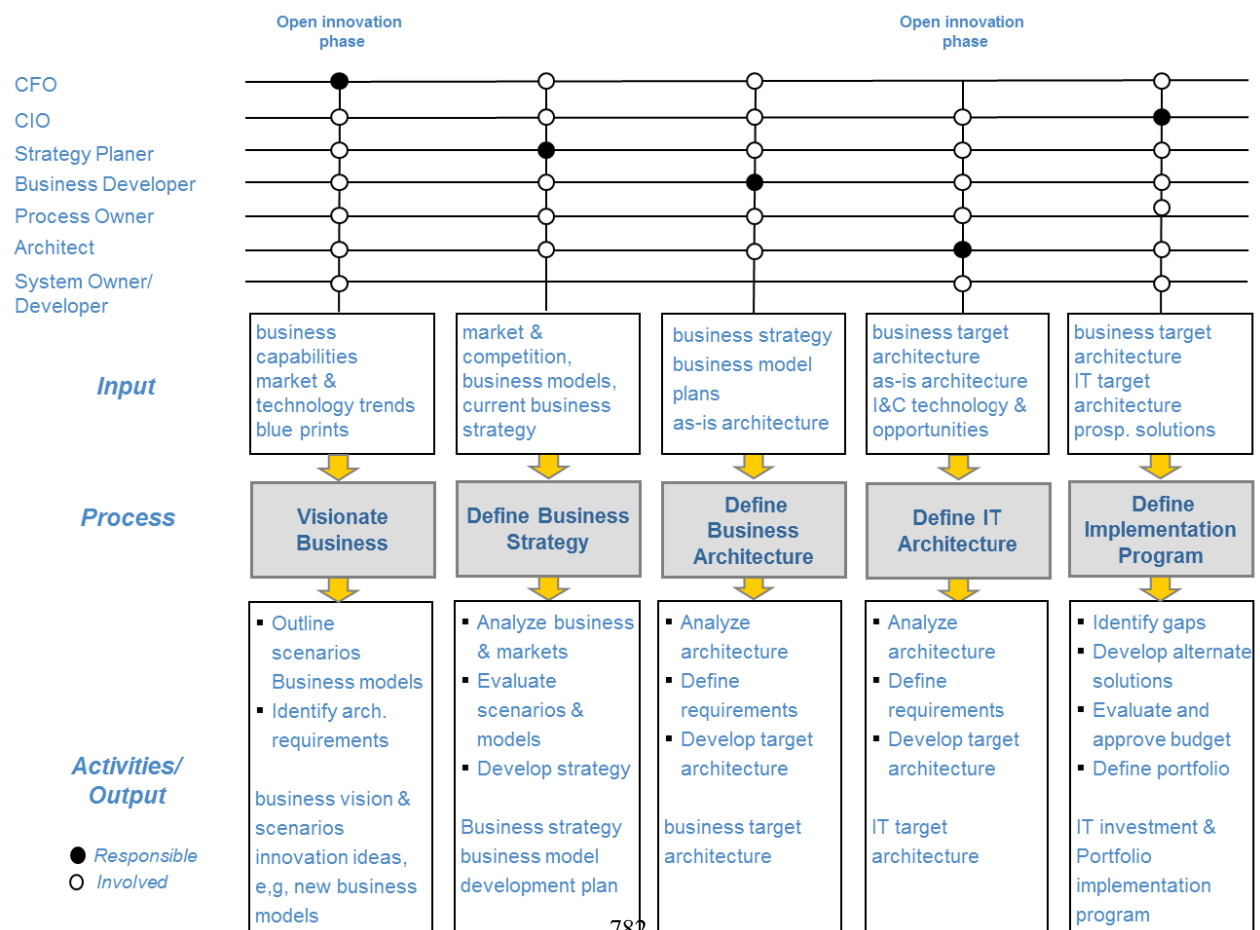 Open innovation
phase
Open innovation
phase
CFO
CIO
Strategy Planer
Business Developer
Process Owner
Architect
System Owner/
Developer
Input
business
capabilities
market &
technology trends
blue prints
market &
competition,
business models,
current business
strategy
business strategy
business model
plans
as-is architecture
business target
architecture
as-is architecture
I&C technology &
opportunities
business target
architecture
IT target
architecture
prosp. solutions
Process
Visionate
Business
Define Business
Strategy
Define
Business
Architecture
Define IT
Architecture
Define
Implementation
Program
Activities/
Output
▪ Outline
scenarios
Business models
▪ Identify arch.
requirements
business vision &
scenarios
innovation ideas,
e,g, new business
models
▪ Analyze business
& markets
▪ Evaluate
scenarios &
models
▪ Develop strategy
Business strategy
business model
development plan
▪ Analyze
architecture
▪ Define
requirements
▪ Develop target
architecture
business target
architecture
▪ Analyze
architecture
▪ Define
requirements
▪ Develop target
architecture
IT target
architecture
▪ Identify gaps
▪ Develop alternate
solutions
▪ Evaluate and
approve budget
▪ Define portfolio
IT investment &
Portfolio
implementation
program
Responsible
Involved
782